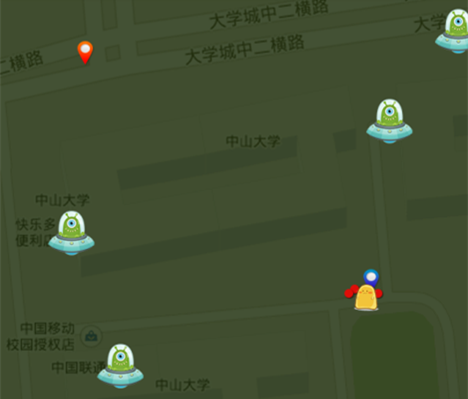 大学城中二横路
大学
大学城中二横路
二横路
中山大学
中山大学
快乐多
便利店
中国移动
校园授权店
中国联通
中山大学